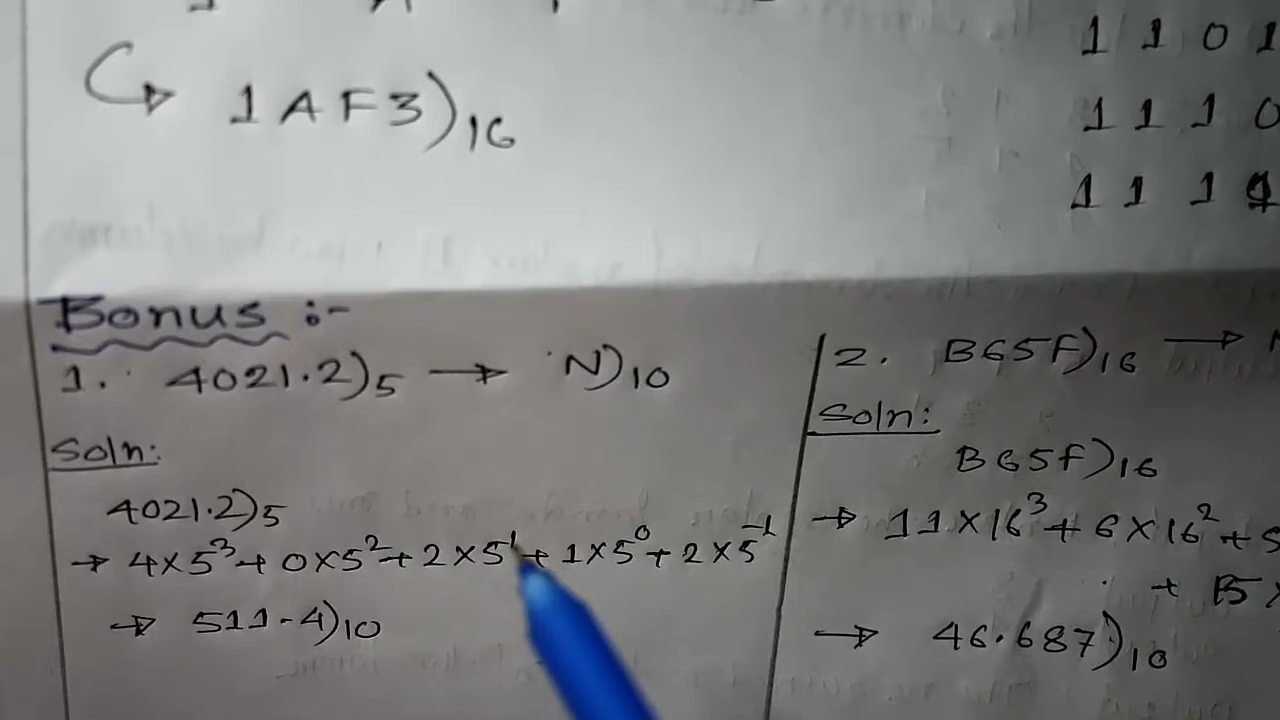 1AF3)16
1 1 0 1
1 1 1 0
1 1 1 1
Bonus :-
1. 4021.2)5 → N)10
Soln:
4021.2)5
→ 4×5^3 + 0×5^2 + 2×5^1 + 1×5^0 + 2×5^-1
→ 511.4)10
2. B65F)16 →
Soln:
B65F)16
→ 11×16^3 + 6×16^2 + 5
+ 15×
→ 46.687)10